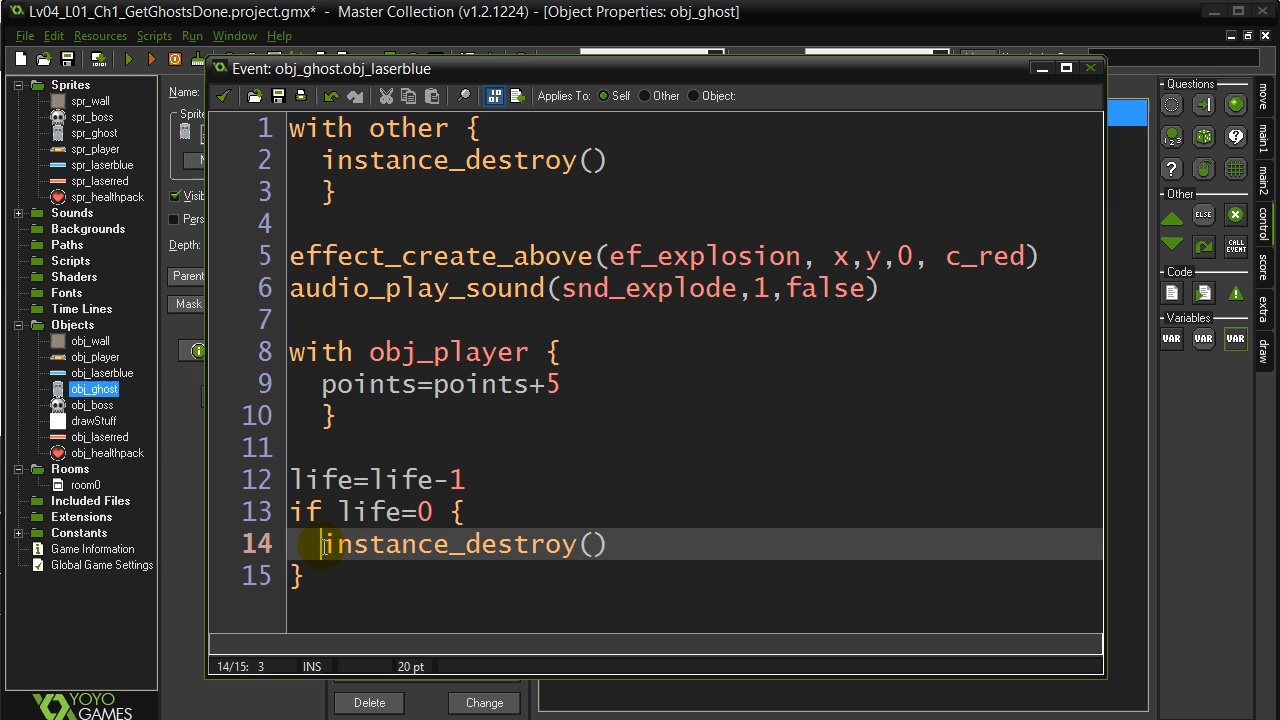 Lv04_L01_Ch1_GetGhostsDone.project.gmx* - Master Collection (v1.2.1224) - [Object Properties: obj_ghost]
File Edit Resources Scripts Run Window Help
Event: obj_ghost.obj_laserblue
Applies To: Self Other Object:
Sprites
spr_wall
spr_boss
spr_ghost
spr_player
spr_laserblue
spr_laserred
spr_healthpack
Sounds
Backgrounds
Paths
Scripts
Shaders
Fonts
Time Lines
Objects
obj_wall
obj_player
obj_laserblue
obj_ghost
obj_boss
drawStuff
obj_laserred
obj_healthpack
Rooms
room0
Included Files
Extensions
Constants
Game Information
Global Game Settings
YOYO
GAMES
Name:
Depth:
Parent
Mask
1 with other {
2 instance_destroy()
3 }
4
5 effect_create_above(ef_explosion, x,y,0, c_red)
6 audio_play_sound(snd_explode,1,false)
7
8 with obj_player {
9 points=points+5
10 }
11
12 life=life-1
13 if life=0 {
14 instance_destroy()
15 }
14/15: 3 INS 20 pt
Delete Change
Questions
Other
ELSE
CALL EVENT
Code
Variables
VAR VAR VAR
move
main1
main2
control
score
extra
draw